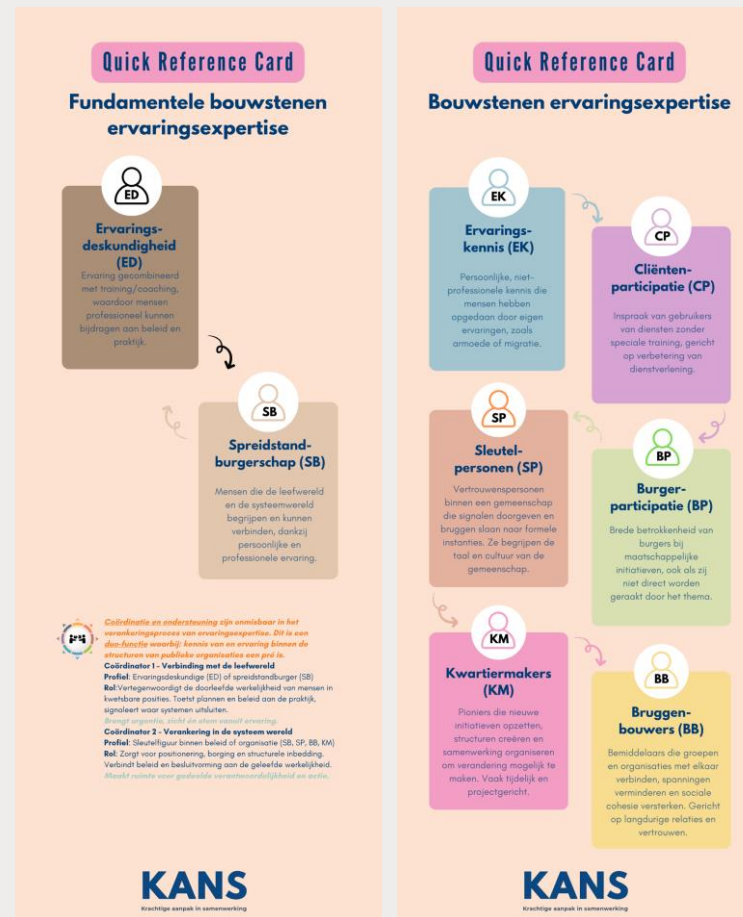 Quick Reference Card
Fundamentele bouwstenen
ervaringsexpertise
ED
Ervarings-
deskundigheid
(ED)
Ervaring gecombineerd
met training/coaching,
waardoor mensen
professioneel kunnen
bijdragen aan beleid en
praktijk.
SB
Spreidstand-
burgerschap (SB)
Mensen die de leefwereld
en de systeemwereld
begrijpen en kunnen
verbinden, dankzij
persoonlijke en
professionele ervaring.
Coördinatie en ondersteuning zijn onmisbaar in het
verankeringsproces van ervaringsexpertise. Dit is een
duo-functie waarbij: kennis van en ervaring binnen de
structuren van publieke organisaties een pré is.
Coördinator 1 - Verbinding met de leefwereld
Profiel: Ervaringsdeskundige (ED) of spreidstandburger (SB)
Rol:Vertegenwoordigt de doorleefde werkelijkheid van mensen in
kwetsbare posities. Toetst plannen en beleid aan de praktijk,
signaleert waar systemen uitsluiten.
Brengt urgentie, zicht én stem vanuit ervaring.
Coördinator 2 - Verankering in de systeem wereld
Profiel: Sleutelfiguur binnen beleid of organisatie (SB, SP, BB, KM)
Rol: Zorgt voor positionering, borging en structurele inbedding.
Verbindt beleid en besluitvorming aan de geleefde werkelijkheid.
Maakt ruimte voor gedeelde verantwoordelijkheid en actie.
KANS
Krachtige aanpak in samenwerking
Quick Reference Card
Bouwstenen ervaringsexpertise
EK
Ervarings-
kennis (EK)
Persoonlijke, niet-
professionele kennis die
mensen hebben
opgedaan door eigen
ervaringen, zoals
armoede of migratie.
CP
Cliënten-
participatie (CP)
Inspraak van gebruikers
van diensten zonder
speciale training, gericht
op verbetering van
dienstverlening.
SP
Sleutel-
personen (SP)
Vertrouwenspersonen
binnen een gemeenschap
die signalen doorgeven en
bruggen slaan naar formele
instanties. Ze begrijpen de
taal en cultuur van de
gemeenschap.
BP
Burger-
participatie (BP)
Brede betrokkenheid van
burgers bij
maatschappelijke
initiatieven, ook als zij
niet direct worden
geraakt door het thema.
KM
Kwartiermakers
(KM)
Pioniers die nieuwe
initiatieven opzetten,
structuren creëren en
samenwerking organiseren
om verandering mogelijk te
maken. Vaak tijdelijk en
projectgericht.
BB
Bruggen-
bouwers (BB)
Bemiddelaars die groepen
en organisaties met elkaar
verbinden, spanningen
verminderen en sociale
cohesie versterken. Gericht
op langdurige relaties en
vertrouwen.
KANS
Krachtige aanpak in samenwerking